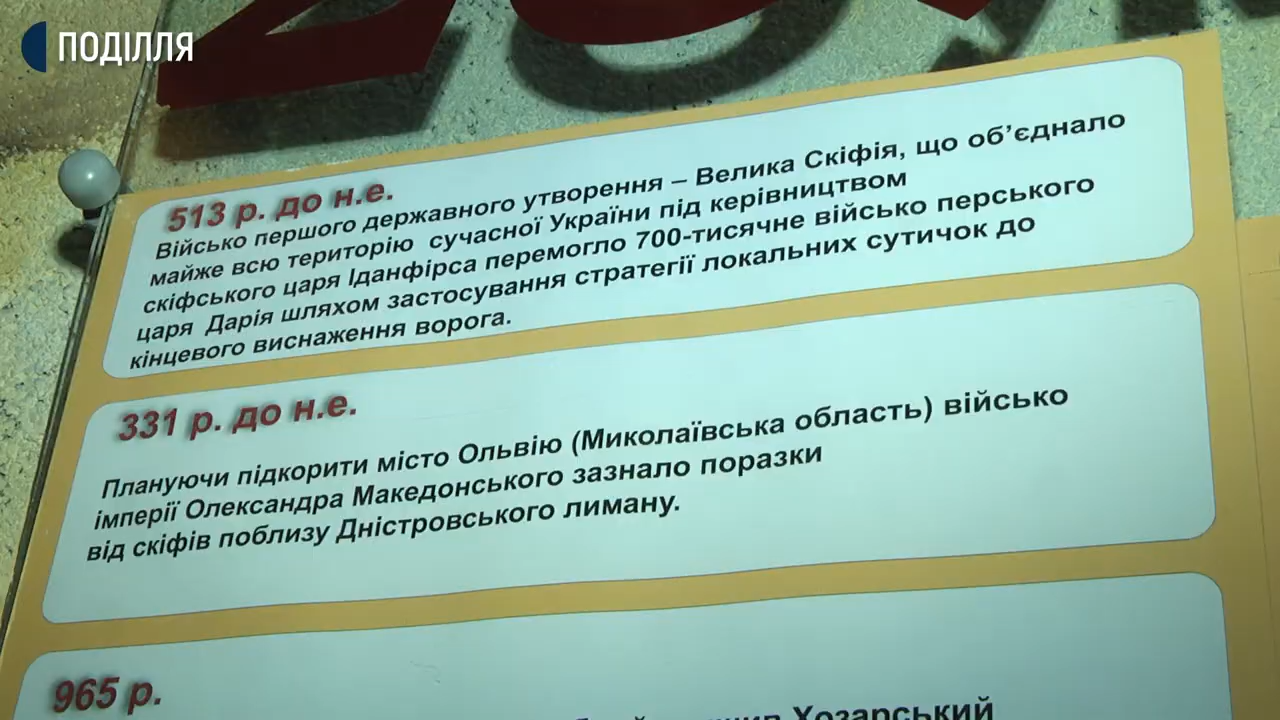 ПОДІЛЛЯ
513 р. до н.е.
Військо першого державного утворення – Велика Скіфія, що об’єднало
майже всю територію сучасної України під керівництвом
скіфського царя Іданфірса перемогло 700-тисячне військо перського
царя Дарія шляхом застосування стратегії локальних сутичок до
кінцевого виснаження ворога.
331 р. до н.е.
Плануючи підкорити місто Ольвію (Миколаївська область) військо
імперії Олександра Македонського зазнало поразки
від скіфів поблизу Дністровського лиману.
965 р.
Хозарський